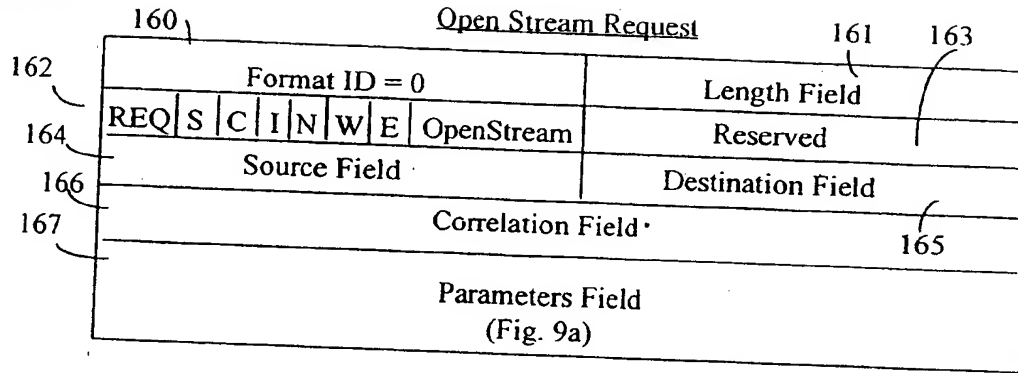 Open Stream Request
160 161 163
Format ID = 0 Length Field
162
REQ S C I N W E OpenStream Reserved
164
Source Field Destination Field
166
Correlation Field
165
167
Parameters Field
(Fig. 9a)